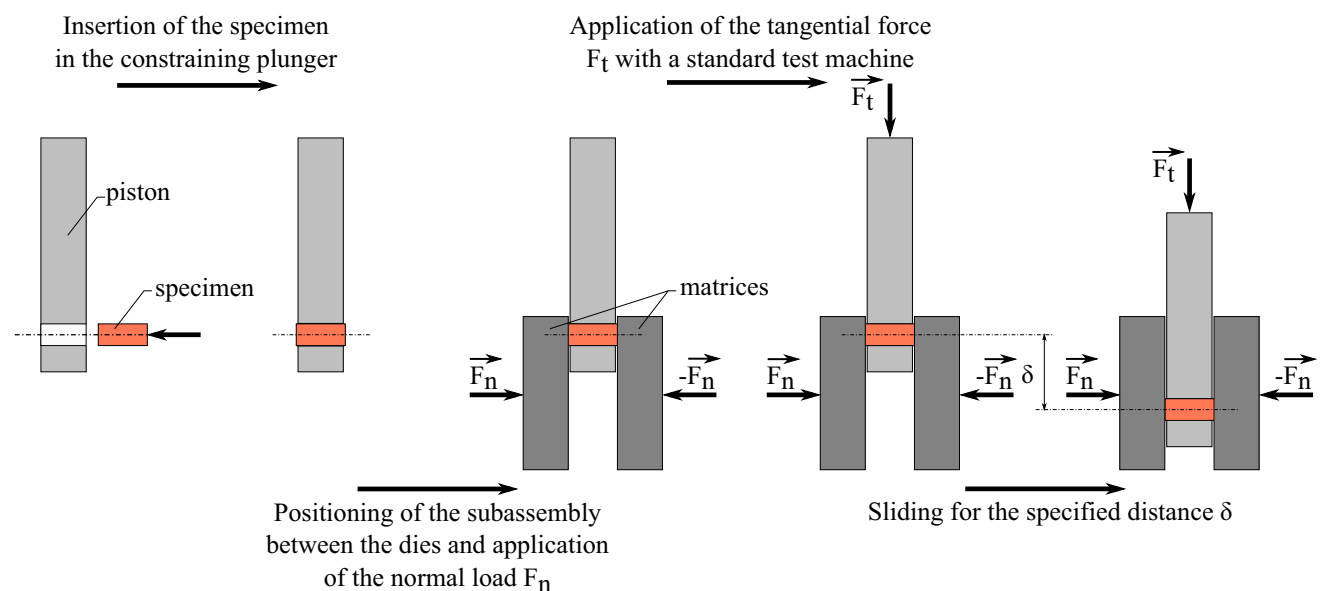 Insertion of the specimen
in the constraining plunger
Application of the tangential force
Ft with a standard test machine
Ft
Ft
piston
specimen
matrices
Fn
-Fn
Fn
-Fn
δ
Fn
-Fn
Positioning of the subassembly
between the dies and application
of the normal load Fn
Sliding for the specified distance δ